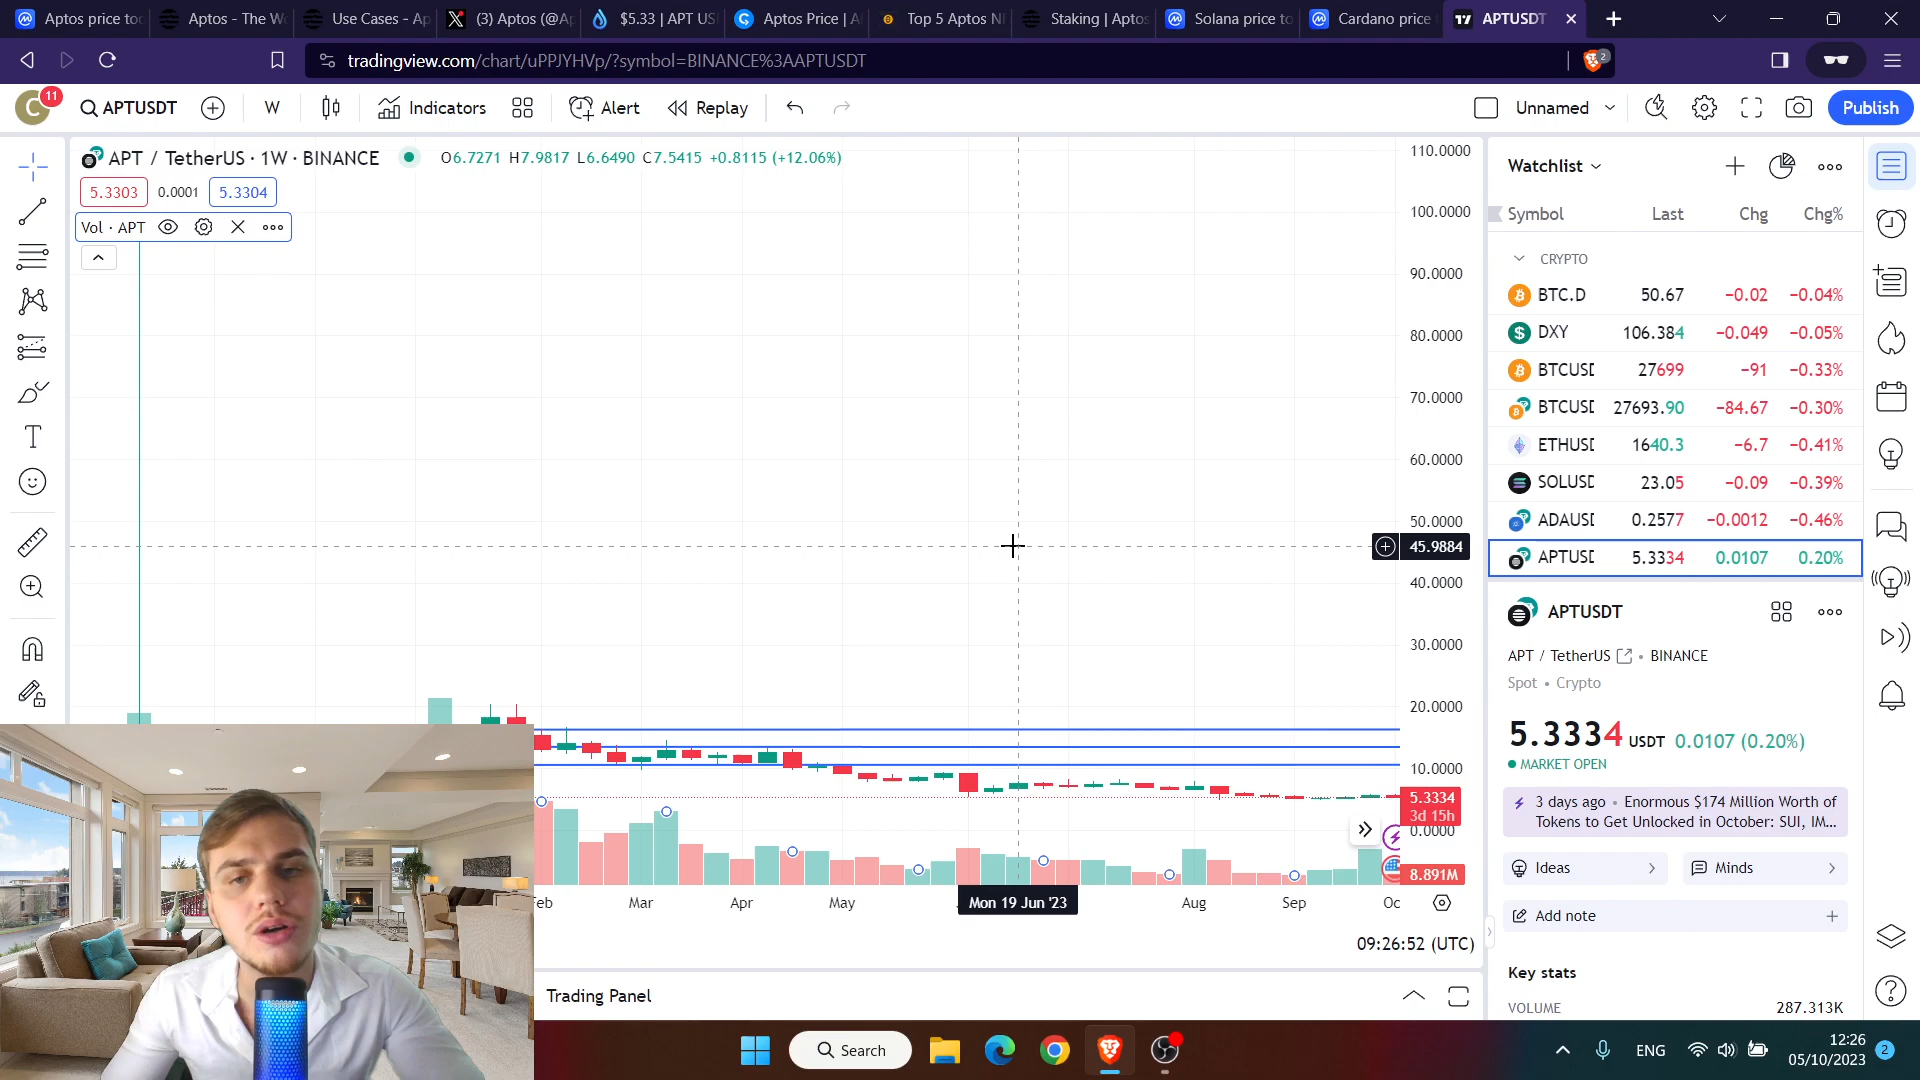 Aptos price to
Aptos - The W
Use Cases - Ap
(3) Aptos (@Ap
$5.33 | APT US
Aptos Price | A
Top 5 Aptos N
Staking | Aptos
Solana price to
Cardano price
APTUSDT
tradingview.com/chart/uPPJYHVp/?symbol=BINANCE%3AAPTUSDT
2
C
11
APTUSDT
W
Indicators
Alert
Replay
Unnamed
Publish
APT / TetherUS · 1W · BINANCE
O6.7271 H7.9817 L6.6490 C7.5415 +0.8115 (+12.06%)
5.3303
0.0001
5.3304
Vol · APT
110.0000
100.0000
90.0000
80.0000
70.0000
60.0000
50.0000
45.9884
40.0000
30.0000
20.0000
10.0000
5.3334
3d 15h
0.0000
8.891M
Mar
Apr
May
Mon 19 Jun '23
Aug
Sep
Oc
09:26:52 (UTC)
Trading Panel
Watchlist
Symbol Last Chg Chg%
CRYPTO
BTC.D 50.67 −0.02 −0.04%
DXY 106.384 −0.049 −0.05%
BTCUSD 27699 −91 −0.33%
BTCUSD 27693.90 −84.67 −0.30%
ETHUSD 1640.3 −6.7 −0.41%
SOLUSD 23.05 −0.09 −0.39%
ADAUSD 0.2577 −0.0012 −0.46%
APTUSD 5.3334 0.0107 0.20%
APTUSDT
APT / TetherUS • BINANCE
Spot • Crypto
5.3334 USDT 0.0107 (0.20%)
MARKET OPEN
3 days ago • Enormous $174 Million Worth of
Tokens to Get Unlocked in October: SUI, IM...
Ideas
Minds
Add note
Key stats
VOLUME 287.313K
Search
ENG
12:26
05/10/2023
2